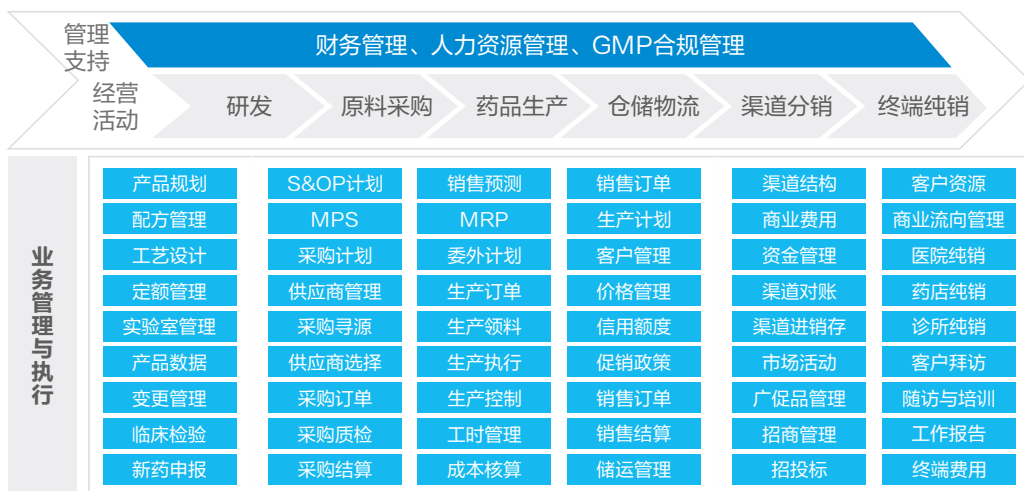 管理
支持
财务管理、人力资源管理、GMP合规管理
经营
活动
研发
原料采购
药品生产
仓储物流
渠道分销
终端纯销
业务管理与执行
产品规划
S&OP计划
销售预测
销售订单
渠道结构
客户资源
配方管理
MPS
MRP
生产计划
商业费用
商业流向管理
工艺设计
采购计划
委外计划
客户管理
资金管理
医院纯销
定额管理
供应商管理
生产订单
价格管理
渠道对账
药店纯销
实验室管理
采购寻源
生产领料
信用额度
渠道进销存
诊所纯销
产品数据
供应商选择
生产执行
促销政策
市场活动
客户拜访
变更管理
采购订单
生产控制
销售订单
广促品管理
随访与培训
临床检验
采购质检
工时管理
销售结算
招商管理
工作报告
新药申报
采购结算
成本核算
储运管理
招投标
终端费用